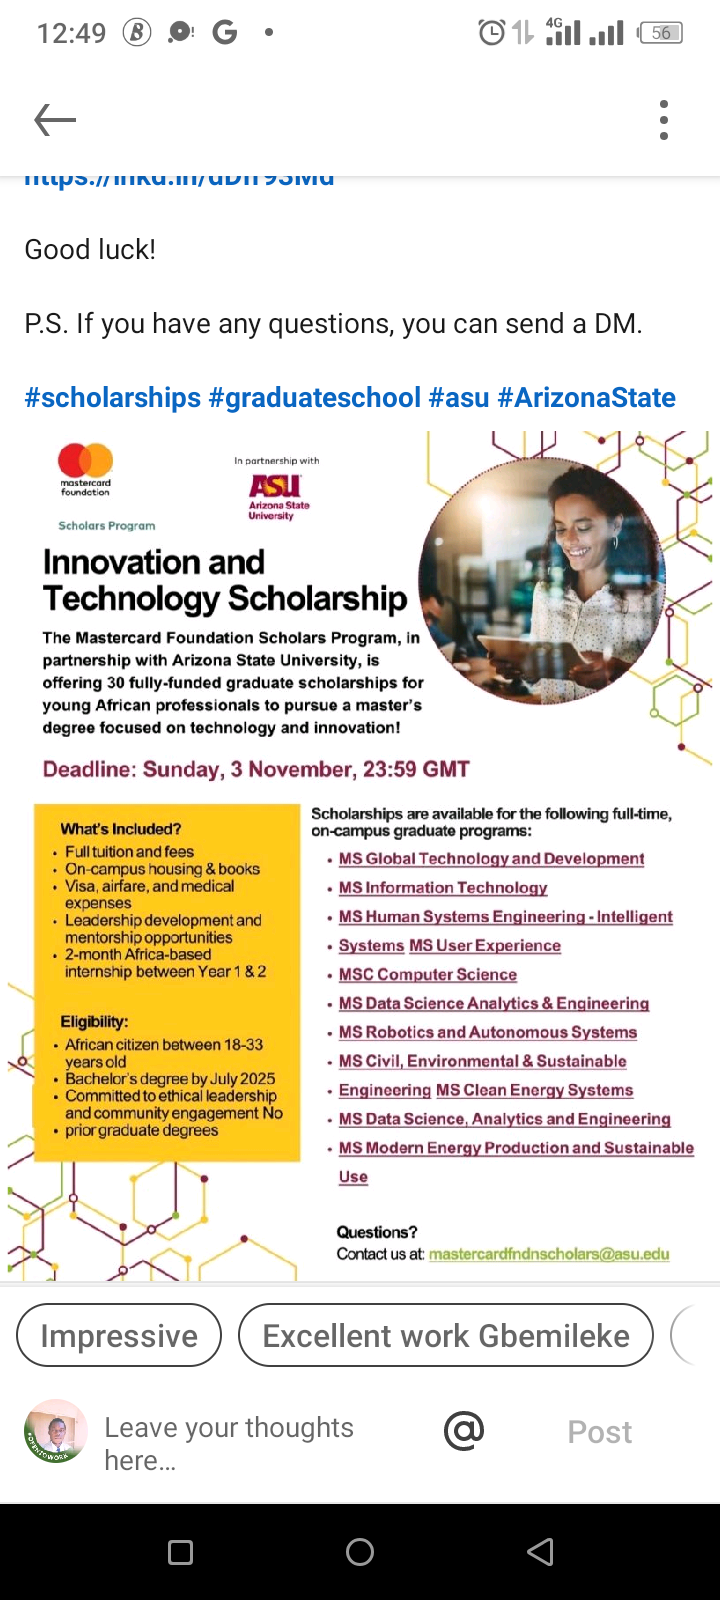 12:49
4G
56
Good luck!
P.S. If you have any questions, you can send a DM.
#scholarships #graduateschool #asu #ArizonaState
mastercard
foundation
Scholars Program
In partnership with
ASU
Arizona State
University
Innovation and
Technology Scholarship
The Mastercard Foundation Scholars Program, in
partnership with Arizona State University, is
offering 30 fully-funded graduate scholarships for
young African professionals to pursue a master's
degree focused on technology and innovation!
Deadline: Sunday, 3 November, 23:59 GMT
What's Included?
• Full tuition and fees
• On-campus housing & books
• Visa, airfare, and medical
expenses
• Leadership development and
mentorship opportunities
• 2-month Africa-based
internship between Year 1 & 2
Eligibility:
• African citizen between 18-33
years old
• Bachelor's degree by July 2025
• Committed to ethical leadership
and community engagement No
• prior graduate degrees
Scholarships are available for the following full-time,
on-campus graduate programs:
• MS Global Technology and Development
• MS Information Technology
• MS Human Systems Engineering - Intelligent
• Systems MS User Experience
• MSC Computer Science
• MS Data Science Analytics & Engineering
• MS Robotics and Autonomous Systems
• MS Civil, Environmental & Sustainable
• Engineering MS Clean Energy Systems
• MS Data Science, Analytics and Engineering
• MS Modern Energy Production and Sustainable
Use
Questions?
Contact us at: mastercardfndnscholars@asu.edu
Impressive
Excellent work Gbemileke
#OPENTOWORK
Leave your thoughts
here...
@
Post